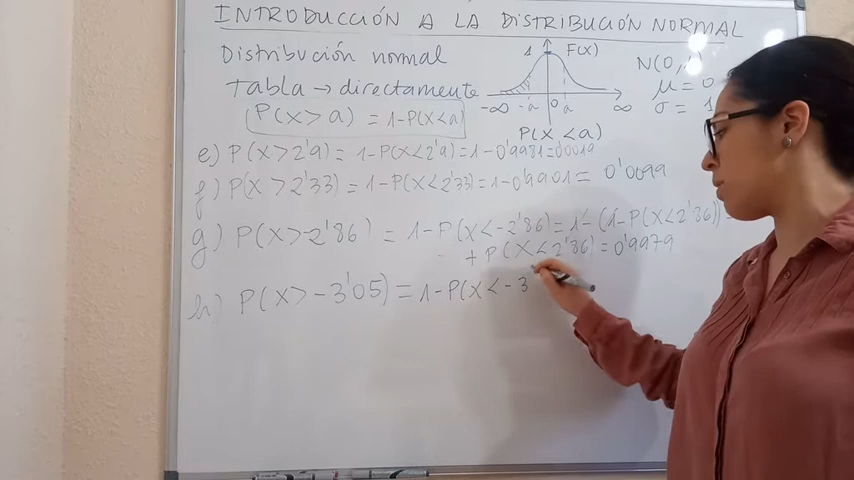 INTRODUCCIÓN A LA DISTRIBUCIÓN NORMAL
Distribución normal
1 F(x)
N(0,
Tabla → directamente
μ = 0
-∞ -a 0 a ∞
σ = 1
P(X > a) = 1-P(X<a)
P(X < a)
e) P(X > 2'9) = 1-P(X<2'9) = 1-0'9981=0'0019
f) P(X > 2'33) = 1-P(X<2'33) = 1-0'9901 = 0'0099
g) P(X > -2'86) = 1-P(X<-2'86) = 1-(1-P(X<2'86)) =
+ P(X<2'86) = 0'9979
h) P(X > -3'05) = 1-P(X < -3